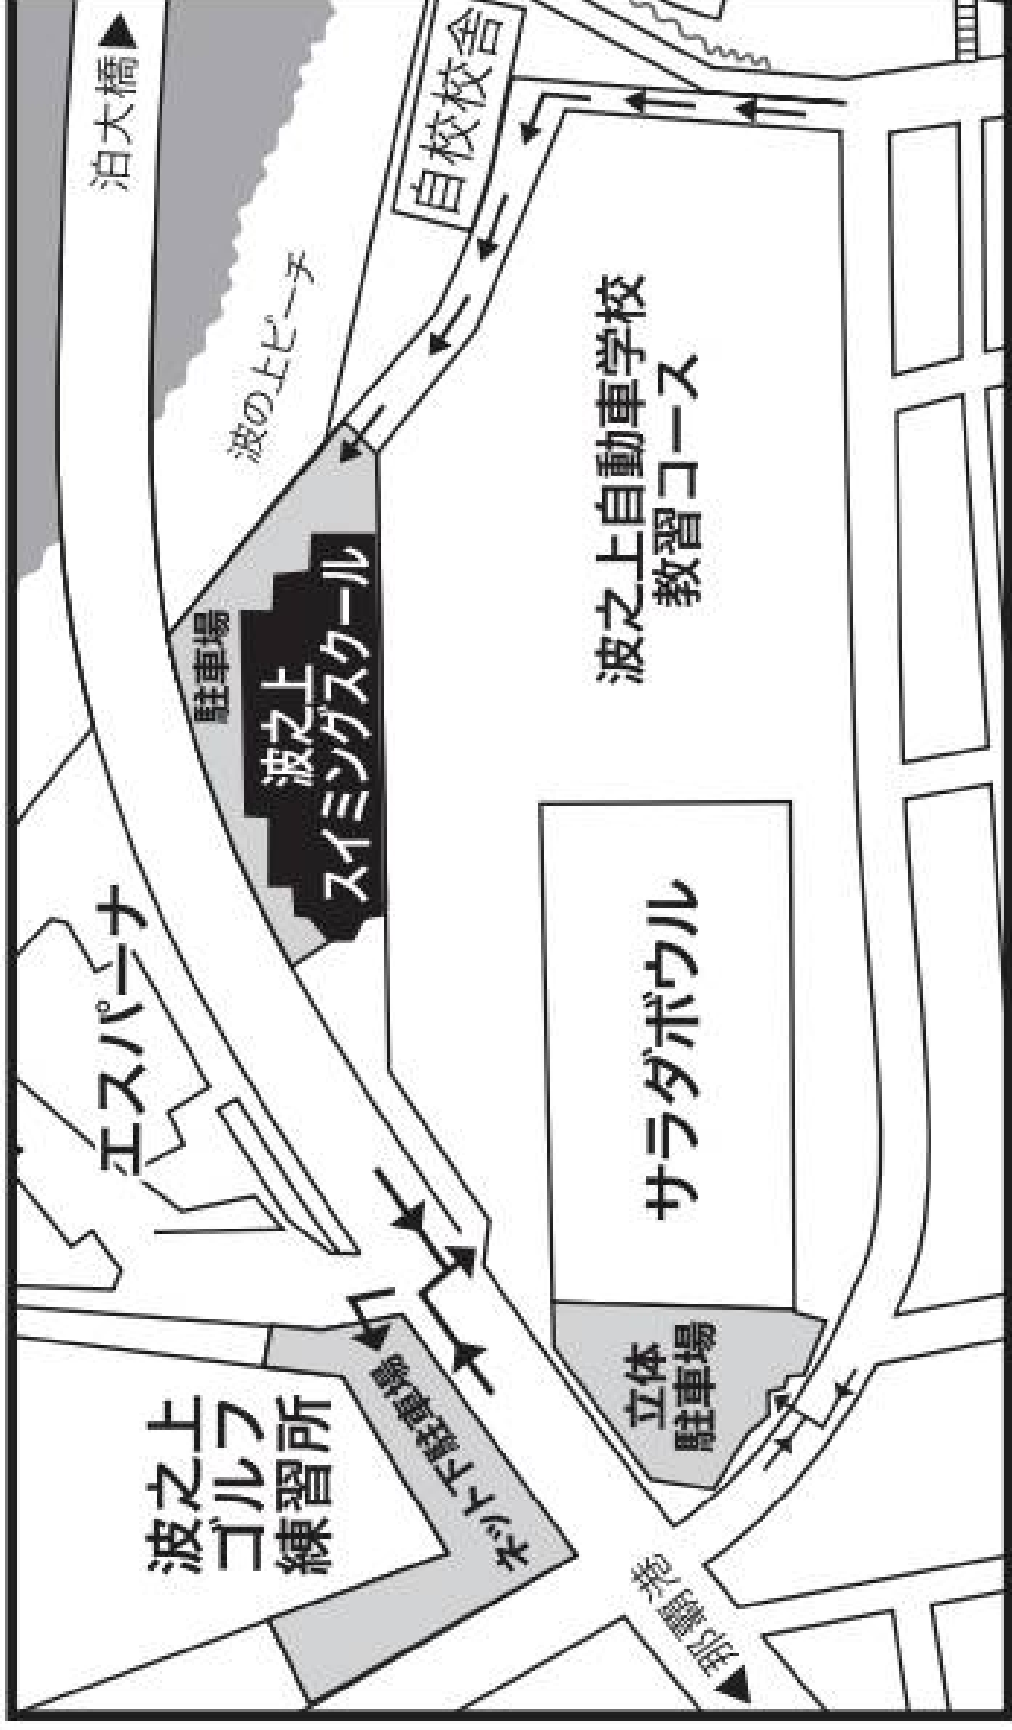 泊大橋▶
波の上ビーチ
自校校舎
駐車場
波之上
スイミングスクール
波之上自動車学校
教習コース
エスパーナ
サラダボウル
立体
駐車場
波之上
ゴルフ
練習所
ネット下駐車場
◀那覇港